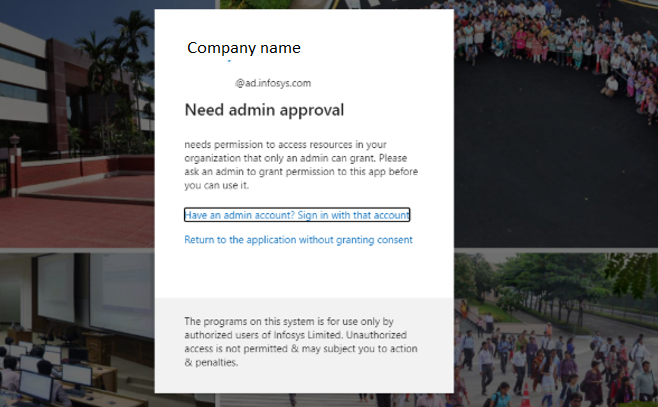 Company name
@ad.infosys.com
Need admin approval
needs permission to access resources in your
organization that only an admin can grant. Please
ask an admin to grant permission to this app before
you can use it.
Have an admin account? Sign in with that account
Return to the application without granting consent
The programs on this system is for use only by
authorized users of Infosys Limited. Unauthorized
access is not permitted & may subject you to action
& penalties.